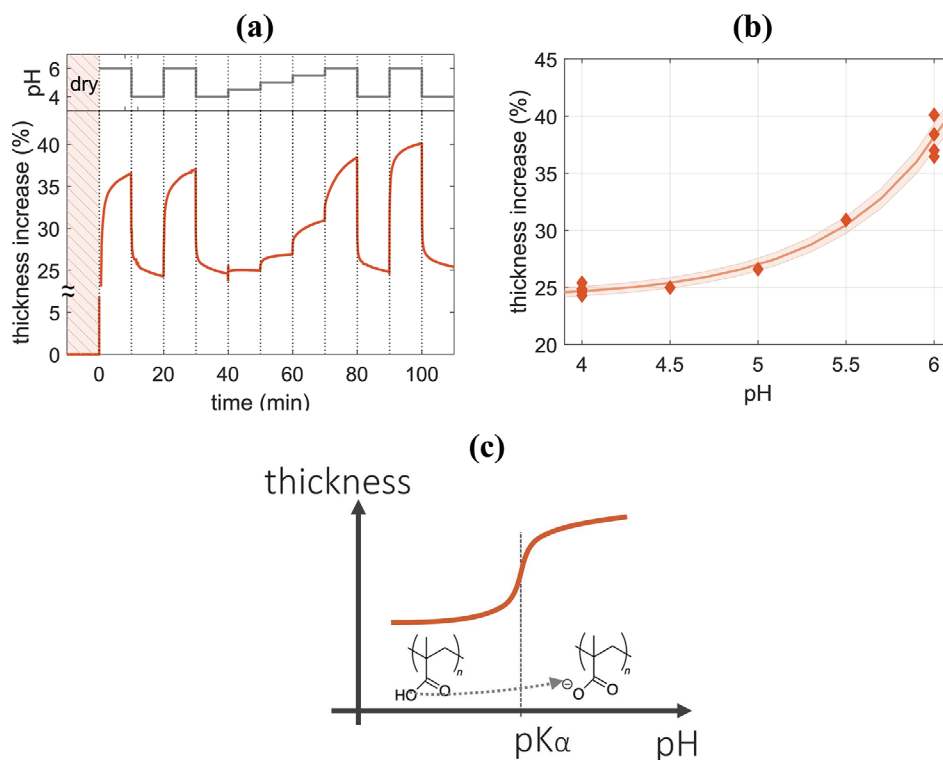 (a)
pH
6
4
dry
thickness increase (%)
40
35
30
25
≈
5
0
0 20 40 60 80 100
time (min)
(b)
thickness increase (%)
45
40
35
30
25
20
4 4.5 5 5.5 6
pH
(c)
thickness
n
HO O
n
⊖ O O
pKα pH